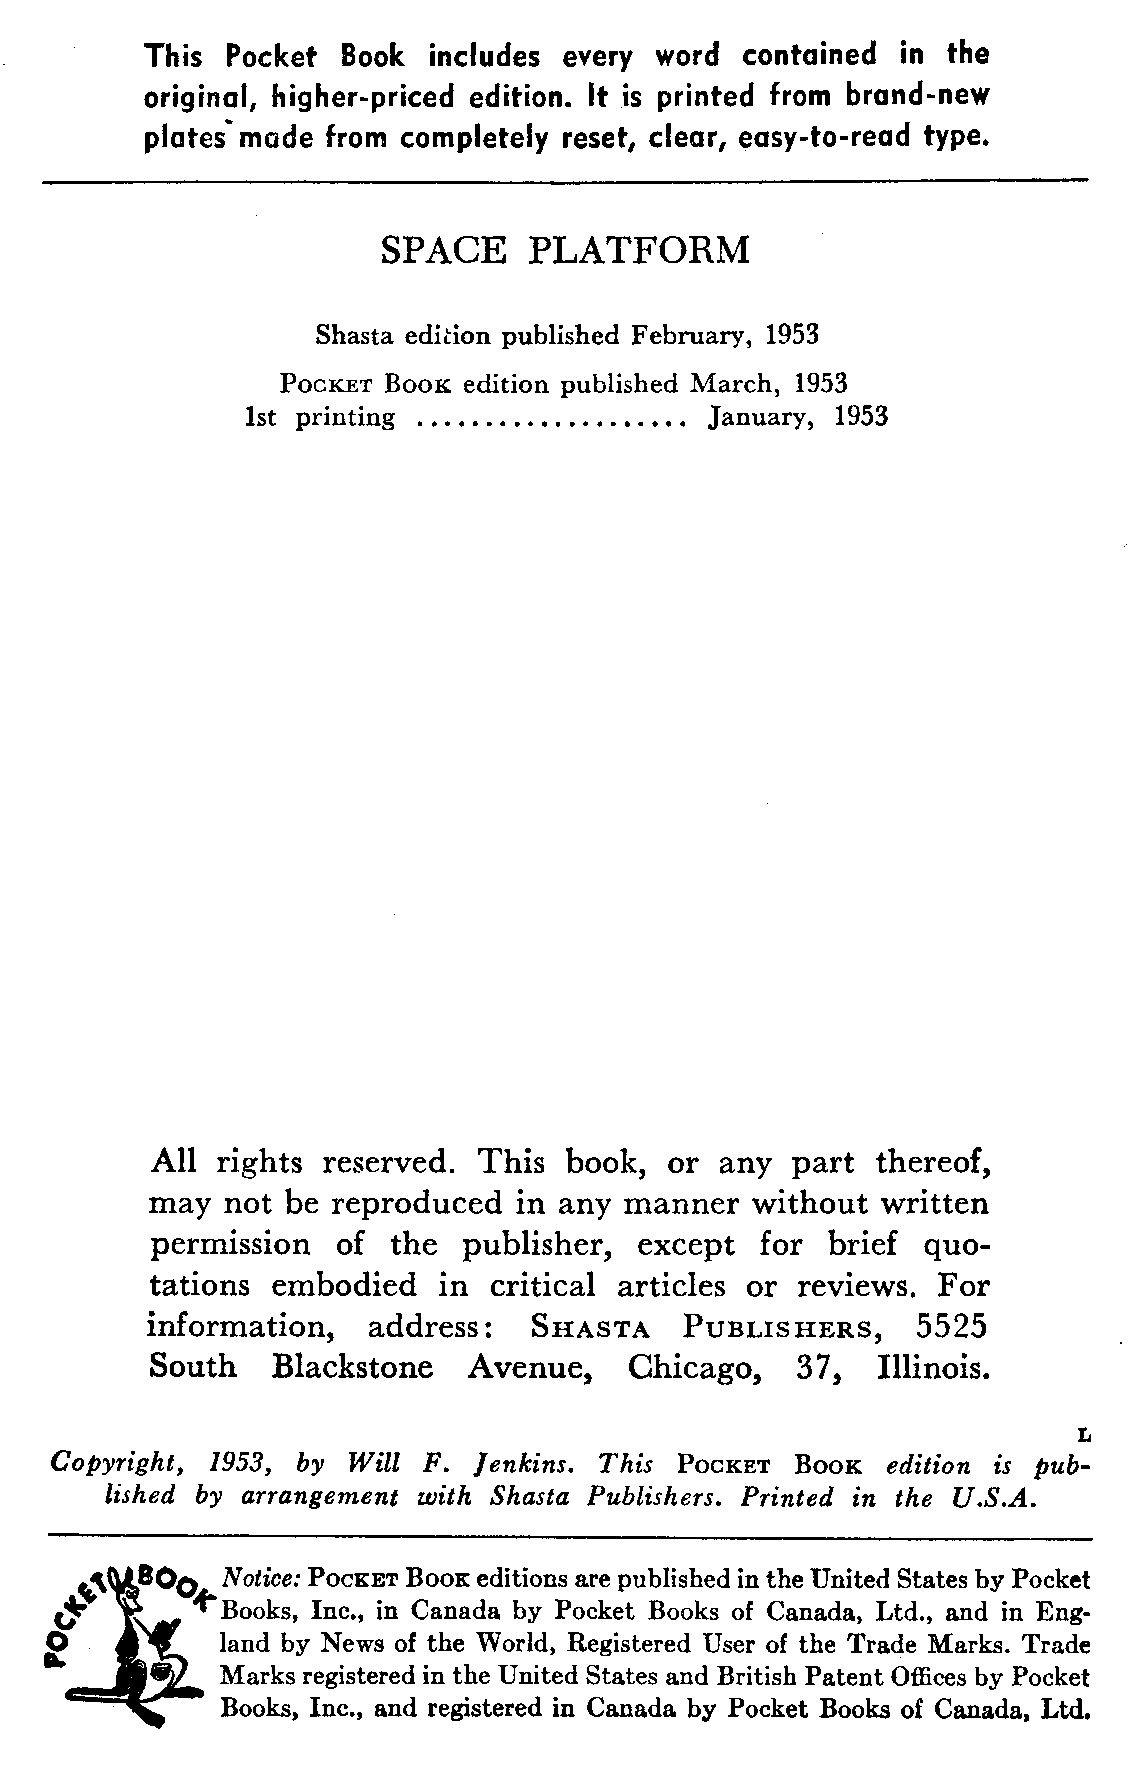 This Pocket Book includes every word contained in the
original, higher-priced edition. It is printed from brand-new
plates made from completely reset, clear, easy-to-read type.
SPACE PLATFORM
Shasta edition published February, 1953
POCKET BOOK edition published March, 1953
1st printing .................... January, 1953
All rights reserved. This book, or any part thereof,
may not be reproduced in any manner without written
permission of the publisher, except for brief quo-
tations embodied in critical articles or reviews. For
information, address: SHASTA PUBLISHERS, 5525
South Blackstone Avenue, Chicago, 37, Illinois.
L
Copyright, 1953, by Will F. Jenkins. This POCKET BOOK edition is pub-
lished by arrangement with Shasta Publishers. Printed in the U.S.A.
POCKET BOOK
Notice: POCKET BOOK editions are published in the United States by Pocket
Books, Inc., in Canada by Pocket Books of Canada, Ltd., and in Eng-
land by News of the World, Registered User of the Trade Marks. Trade
Marks registered in the United States and British Patent Offices by Pocket
Books, Inc., and registered in Canada by Pocket Books of Canada, Ltd.